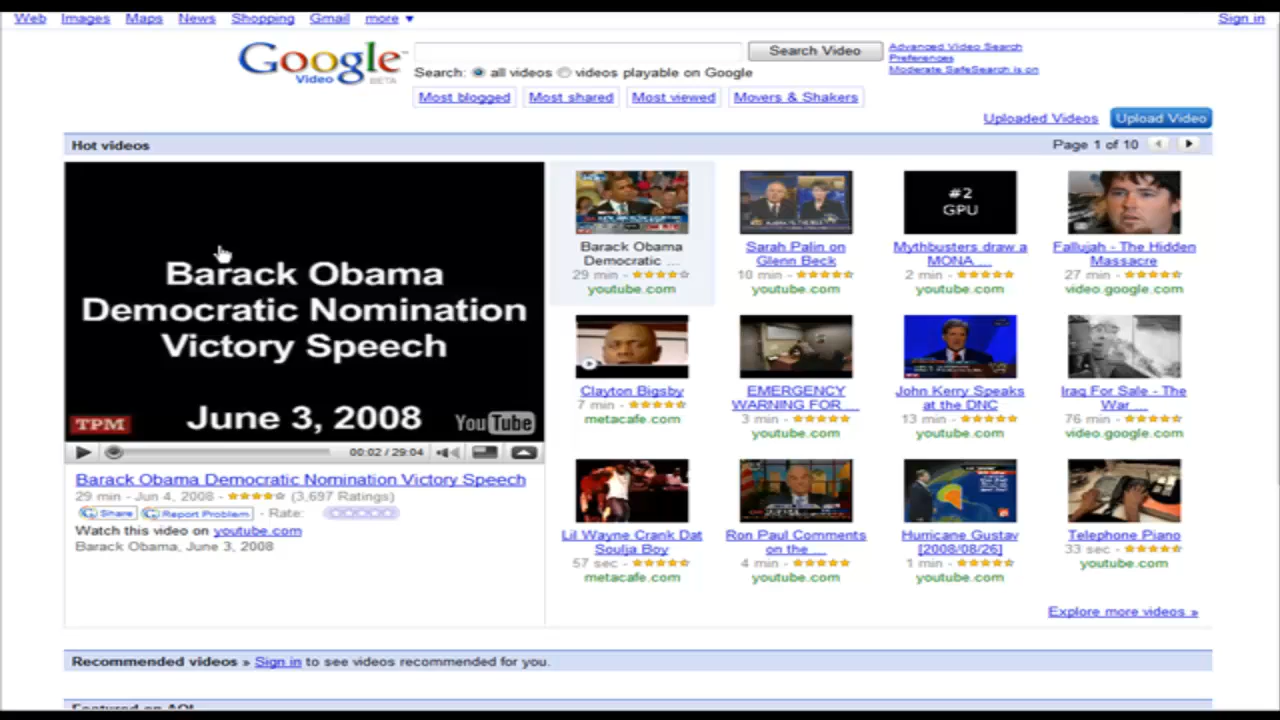 Web Images Maps News Shopping Gmail more ▼ Sign in
Google Video BETA
Search Video
Advanced Video Search
Preferences
Moderate SafeSearch is on
Search: all videos videos playable on Google
Most blogged Most shared Most viewed Movers & Shakers
Uploaded Videos Upload Video
Hot videos Page 1 of 10
Barack Obama
Democratic Nomination
Victory Speech
June 3, 2008
TPM YouTube
00:02 / 29:04
Barack Obama Democratic Nomination Victory Speech
29 min - Jun 4, 2008 - (3,697 Ratings)
Share Report Problem - Rate:
Watch this video on youtube.com
Barack Obama, June 3, 2008
Barack Obama
Democratic ...
29 min -
youtube.com
Sarah Palin on
Glenn Beck
10 min -
youtube.com
#2
GPU
Mythbusters draw a
MONA ...
2 min -
youtube.com
Fallujah - The Hidden
Massacre
27 min -
video.google.com
Clayton Bigsby
7 min -
metacafe.com
EMERGENCY
WARNING FOR ...
3 min -
youtube.com
John Kerry Speaks
at the DNC
13 min -
youtube.com
Iraq For Sale - The
War ...
76 min -
video.google.com
Lil Wayne Crank Dat
Soulja Boy
57 sec -
metacafe.com
Ron Paul Comments
on the ...
4 min -
youtube.com
Hurricane Gustav
[2008/08/26]
1 min -
youtube.com
Telephone Piano
33 sec -
youtube.com
Explore more videos »
Recommended videos » Sign in to see videos recommended for you.
Featured on AOL